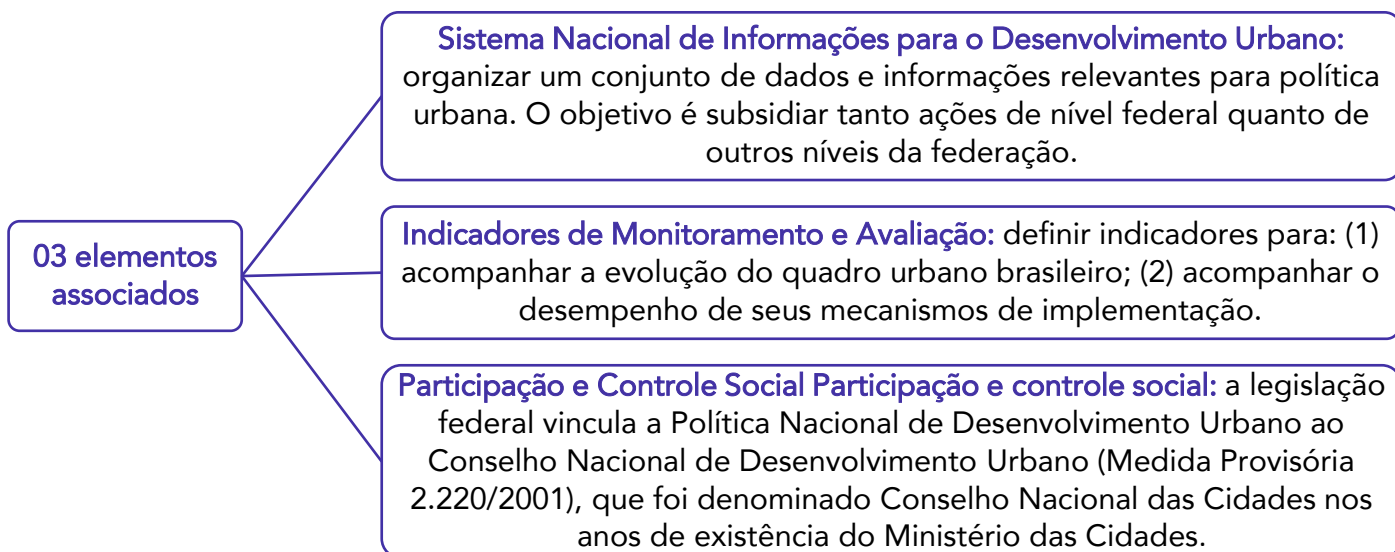 Sistema Nacional de Informações para o Desenvolvimento Urbano:
organizar um conjunto de dados e informações relevantes para política
urbana. O objetivo é subsidiar tanto ações de nível federal quanto de
outros níveis da federação.
03 elementos
associados
Indicadores de Monitoramento e Avaliação: definir indicadores para: (1)
acompanhar a evolução do quadro urbano brasileiro; (2) acompanhar o
desempenho de seus mecanismos de implementação.
Participação e Controle Social Participação e controle social: a legislação
federal vincula a Política Nacional de Desenvolvimento Urbano ao
Conselho Nacional de Desenvolvimento Urbano (Medida Provisória
2.220/2001), que foi denominado Conselho Nacional das Cidades nos
anos de existência do Ministério das Cidades.